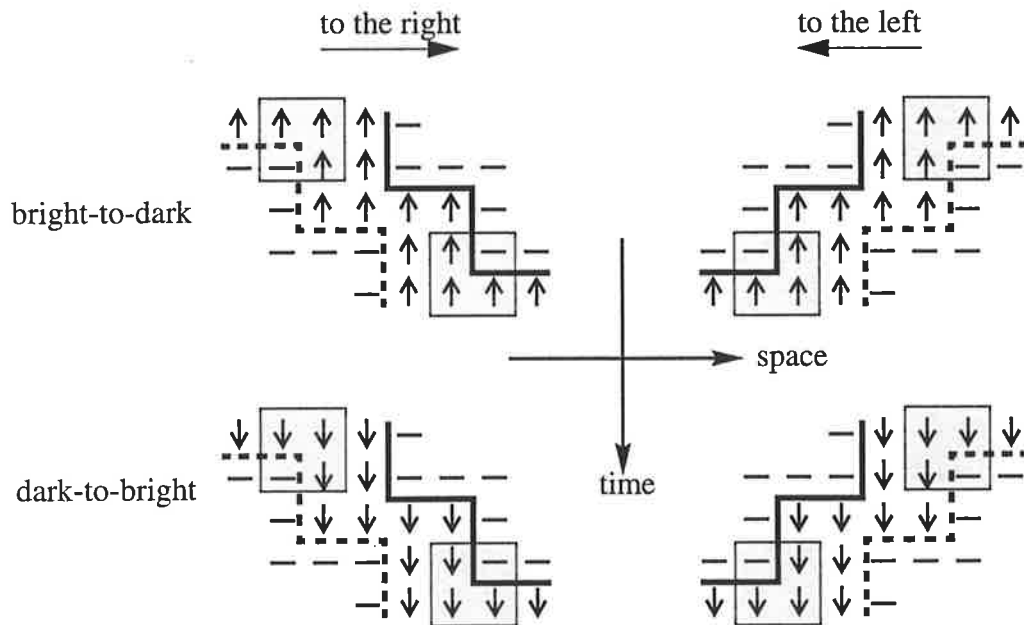 to the right
to the left
bright-to-dark
space
time
dark-to-bright